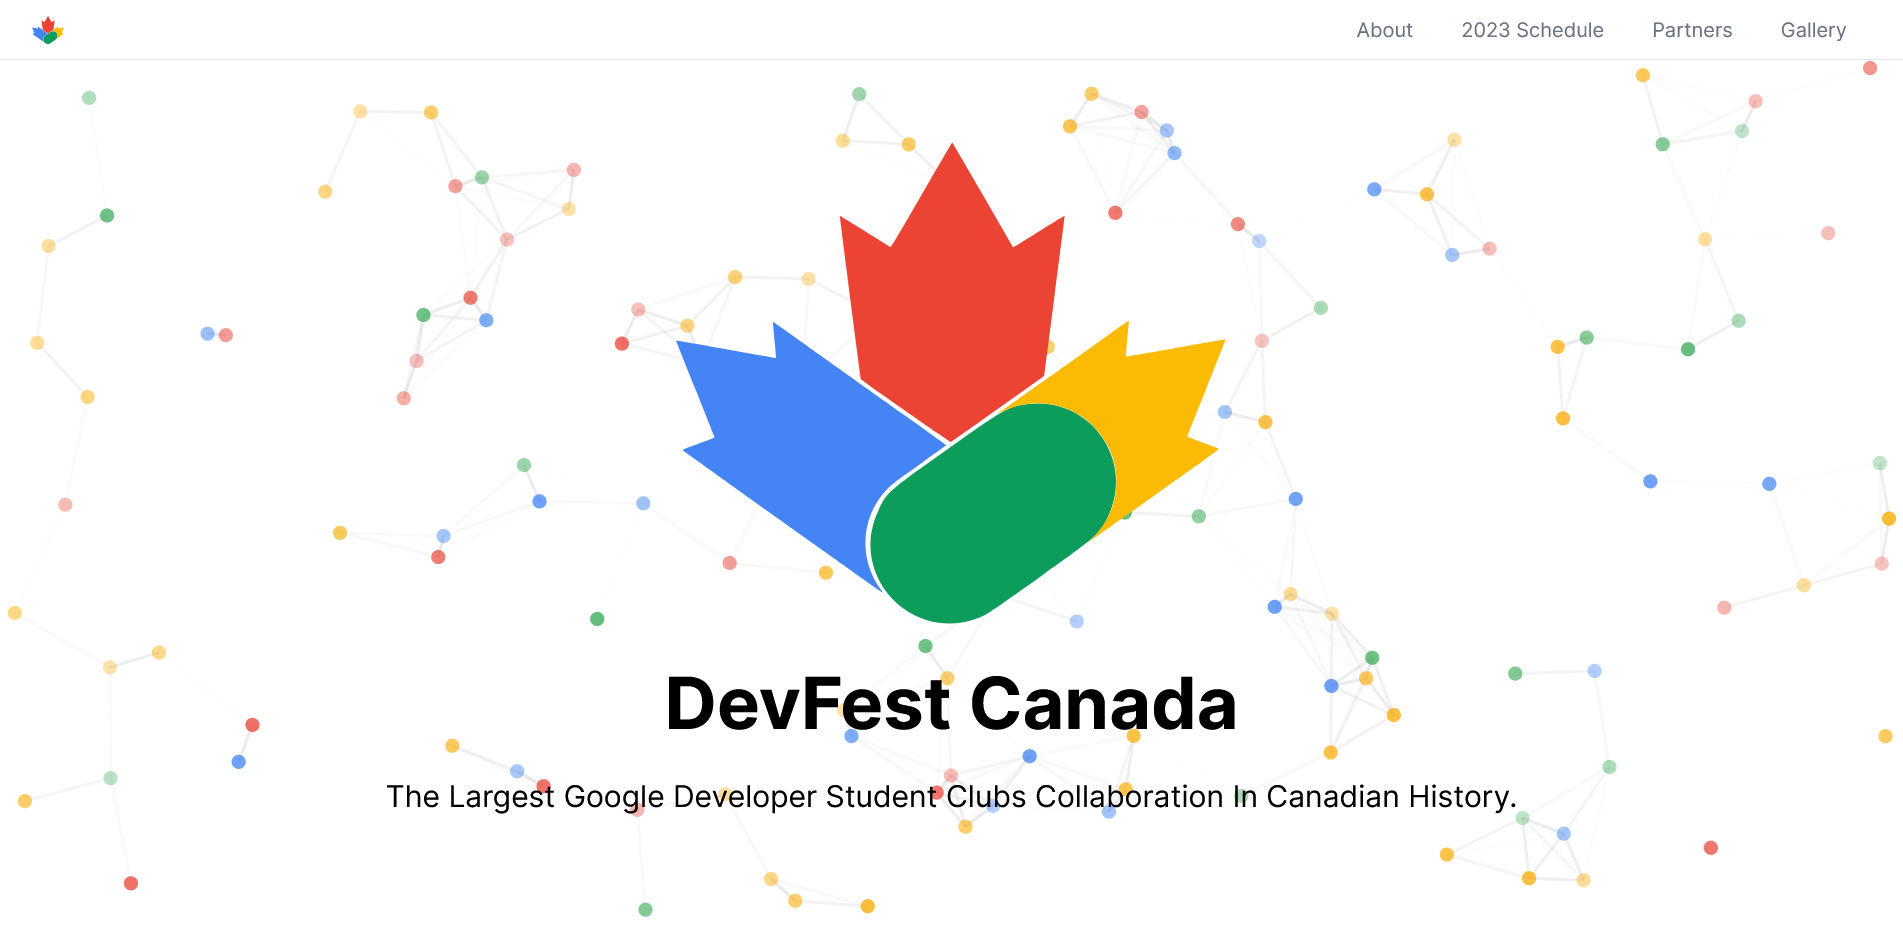 About
2023 Schedule
Partners
Gallery
DevFest Canada
The Largest Google Developer Student Clubs Collaboration In Canadian History.